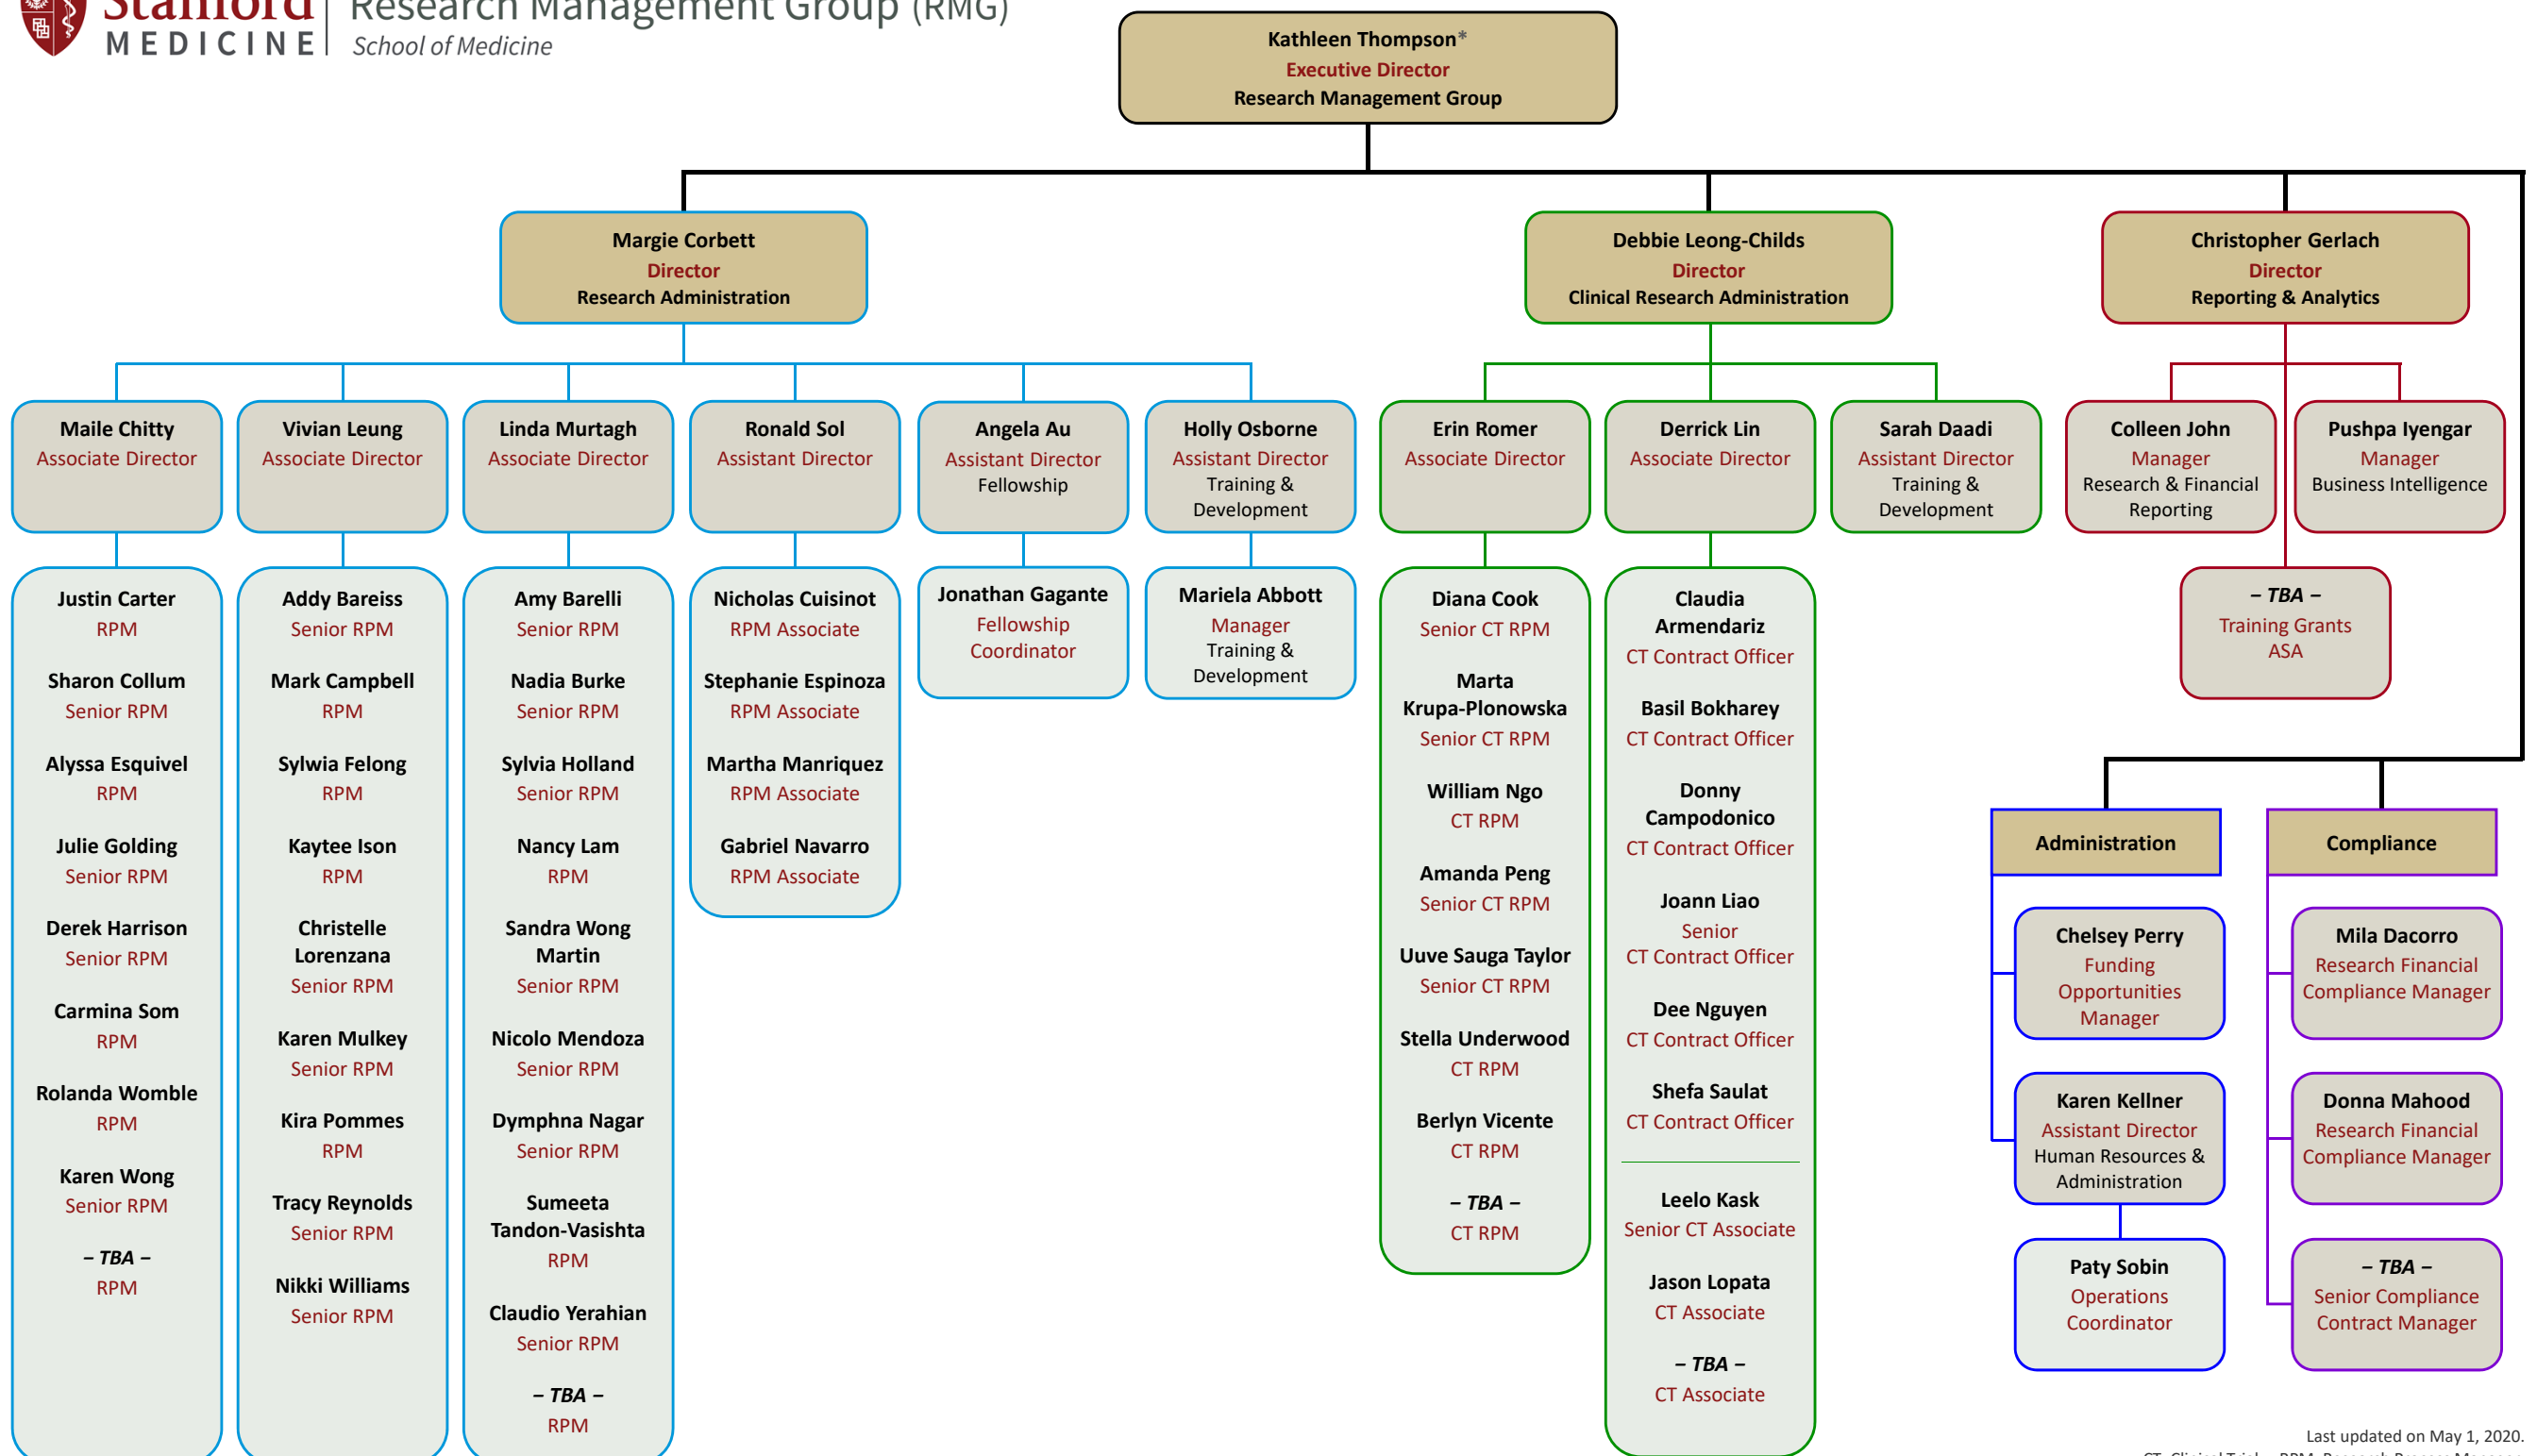 Stanford
MEDICINE
Research Management Group (RMG)
School of Medicine
Kathleen Thompson*
Executive Director
Research Management Group
Margie Corbett
Director
Research Administration
Debbie Leong-Childs
Director
Clinical Research Administration
Christopher Gerlach
Director
Reporting & Analytics
Maile Chitty
Associate Director
Vivian Leung
Associate Director
Linda Murtagh
Associate Director
Ronald Sol
Assistant Director
Angela Au
Assistant Director
Fellowship
Holly Osborne
Assistant Director
Training &
Development
Erin Romer
Associate Director
Derrick Lin
Associate Director
Sarah Daadi
Assistant Director
Training &
Development
Colleen John
Manager
Research & Financial
Reporting
Pushpa Iyengar
Manager
Business Intelligence
Justin Carter
RPM
Sharon Collum
Senior RPM
Alyssa Esquivel
RPM
Julie Golding
Senior RPM
Derek Harrison
Senior RPM
Carmina Som
RPM
Rolanda Womble
RPM
Karen Wong
Senior RPM
– TBA –
RPM
Addy Bareiss
Senior RPM
Mark Campbell
RPM
Sylwia Felong
RPM
Kaytee Ison
RPM
Christelle
Lorenzana
Senior RPM
Karen Mulkey
Senior RPM
Kira Pommes
RPM
Tracy Reynolds
Senior RPM
Nikki Williams
Senior RPM
Amy Barelli
Senior RPM
Nadia Burke
Senior RPM
Sylvia Holland
Senior RPM
Nancy Lam
RPM
Sandra Wong
Martin
Senior RPM
Nicolo Mendoza
Senior RPM
Dymphna Nagar
Senior RPM
Sumeeta
Tandon-Vasishta
RPM
Claudio Yerahian
Senior RPM
– TBA –
RPM
Nicholas Cuisinot
RPM Associate
Stephanie Espinoza
RPM Associate
Martha Manriquez
RPM Associate
Gabriel Navarro
RPM Associate
Jonathan Gagante
Fellowship
Coordinator
Mariela Abbott
Manager
Training &
Development
Diana Cook
Senior CT RPM
Marta
Krupa-Plonowska
Senior CT RPM
William Ngo
CT RPM
Amanda Peng
Senior CT RPM
Uuve Sauga Taylor
Senior CT RPM
Stella Underwood
CT RPM
Berlyn Vicente
CT RPM
– TBA –
CT RPM
Claudia
Armendariz
CT Contract Officer
Basil Bokharey
CT Contract Officer
Donny
Campodonico
CT Contract Officer
Joann Liao
Senior
CT Contract Officer
Dee Nguyen
CT Contract Officer
Shefa Saulat
CT Contract Officer
Leelo Kask
Senior CT Associate
Jason Lopata
CT Associate
– TBA –
CT Associate
– TBA –
Training Grants
ASA
Administration
Chelsey Perry
Funding
Opportunities
Manager
Karen Kellner
Assistant Director
Human Resources &
Administration
Paty Sobin
Operations
Coordinator
Compliance
Mila Dacorro
Research Financial
Compliance Manager
Donna Mahood
Research Financial
Compliance Manager
– TBA –
Senior Compliance
Contract Manager
Last updated on May 1, 2020.